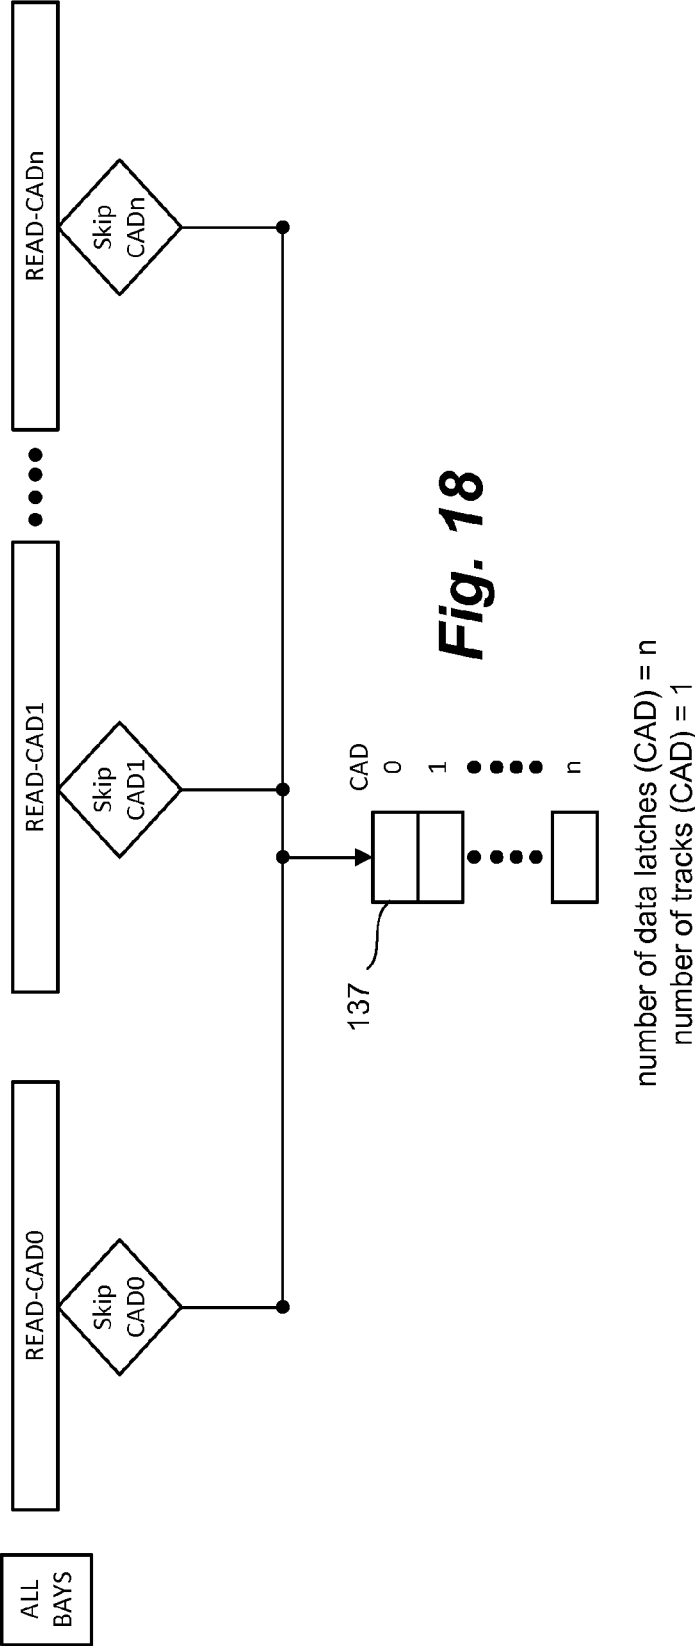 ALL
BAYS
READ-CAD0
READ-CAD1
READ-CADn
Skip
CAD0
Skip
CAD1
Skip
CADn
137
CAD
0
1
n
Fig. 18
number of data latches (CAD) = n
number of tracks (CAD) = 1